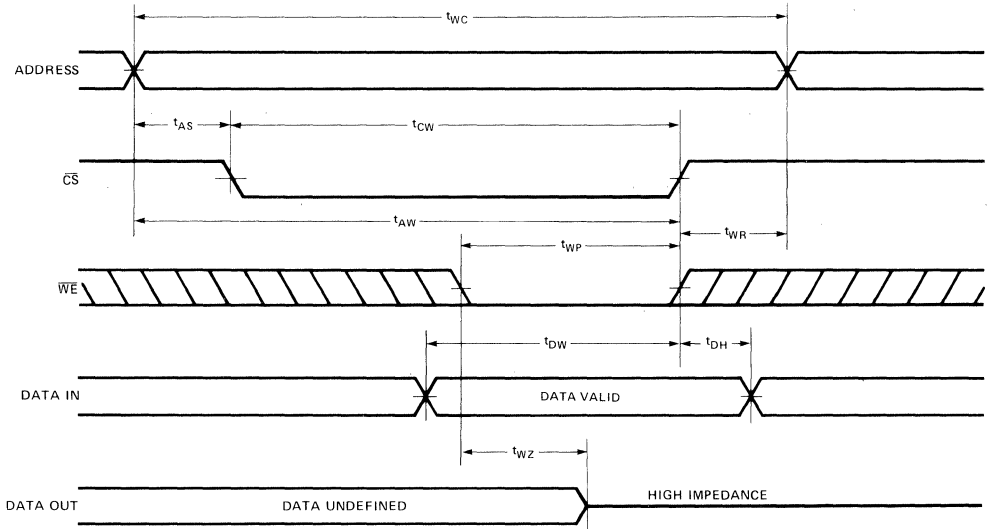 tWC
ADDRESS
tAS
tCW
CS
tAW
tWR
tWP
WE
tDW
tDH
DATA IN
DATA VALID
tWZ
DATA OUT
DATA UNDEFINED
HIGH IMPEDANCE